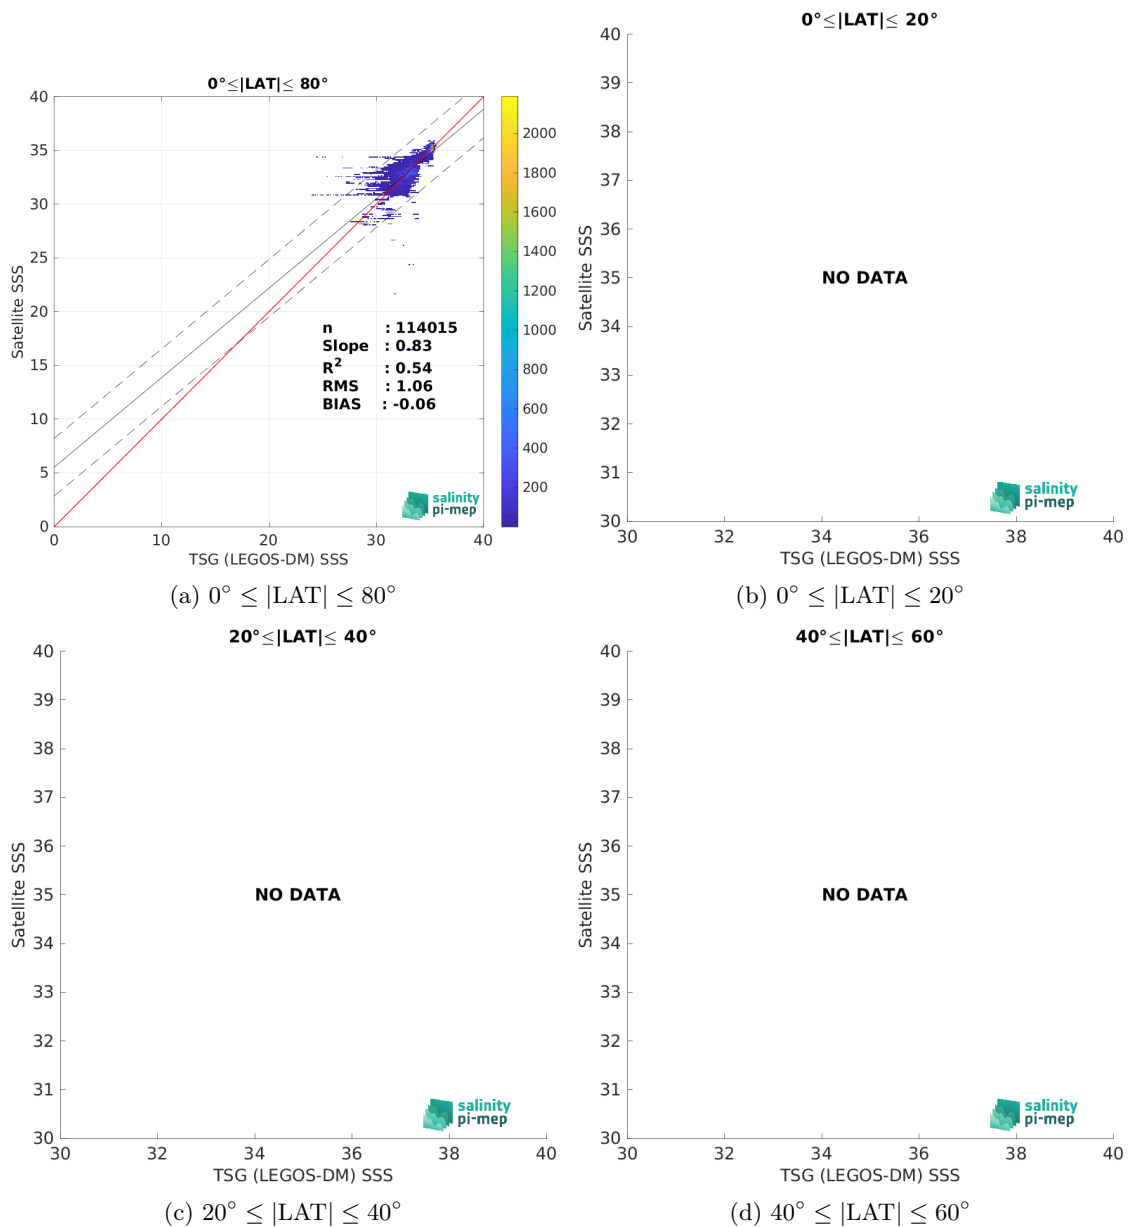 0°≤|LAT|≤ 80°
40
35
30
25
20
15
10
5
0
Satellite SSS
0
10
20
30
40
TSG (LEGOS-DM) SSS
n : 114015
Slope : 0.83
R2 : 0.54
RMS : 1.06
BIAS : -0.06
salinity
pi-mep
2000
1800
1600
1400
1200
1000
800
600
400
200
(a) 0° ≤ |LAT| ≤ 80°
0°≤|LAT|≤ 20°
40
39
38
37
36
35
34
33
32
31
30
Satellite SSS
NO DATA
salinity
pi-mep
30
32
34
36
38
40
TSG (LEGOS-DM) SSS
(b) 0° ≤ |LAT| ≤ 20°
20°≤|LAT|≤ 40°
40
39
38
37
36
35
34
33
32
31
30
Satellite SSS
NO DATA
salinity
pi-mep
30
32
34
36
38
40
TSG (LEGOS-DM) SSS
(c) 20° ≤ |LAT| ≤ 40°
40°≤|LAT|≤ 60°
40
39
38
37
36
35
34
33
32
31
30
Satellite SSS
NO DATA
salinity
pi-mep
30
32
34
36
38
40
TSG (LEGOS-DM) SSS
(d) 40° ≤ |LAT| ≤ 60°